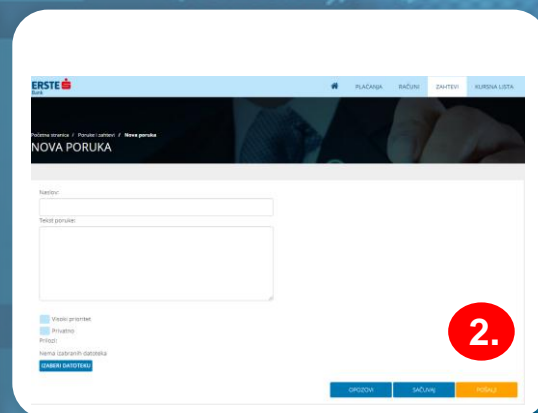 ERSTE
Bank
PLAĆANJA RAČUNI ZAHTEVI KURSNA LISTA
Početna stranica / Poruke i zahtevi / Nova poruka
NOVA PORUKA
Naslov:
Tekst poruke:
Visoki prioritet
Privatno
Prilozi:
Nema izabranih datoteka
IZABERI DATOTEKU
2.
OPOZOVI SAČUVAJ POŠALJI